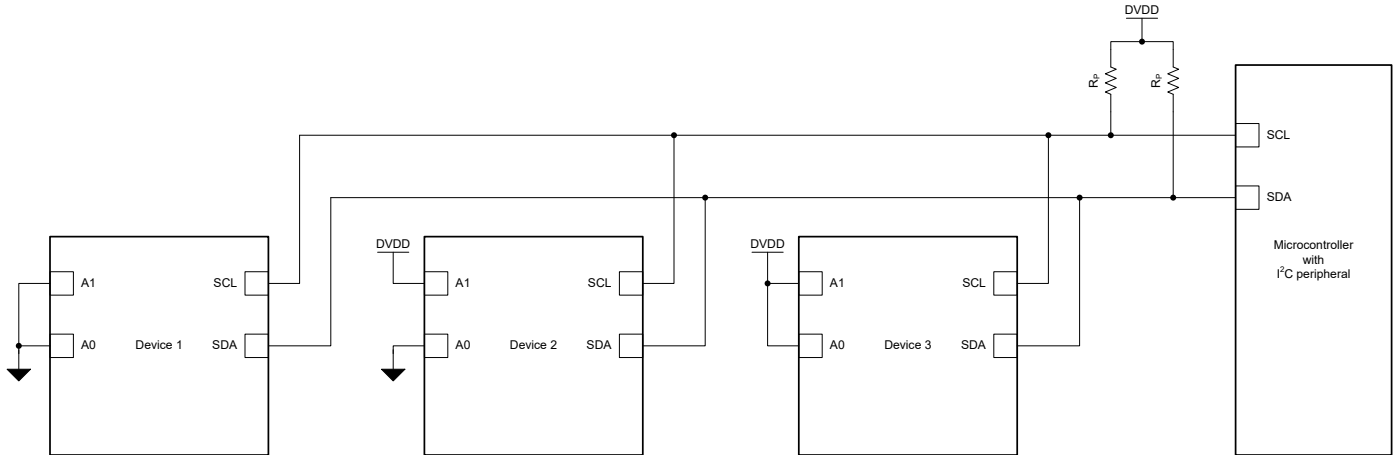 DVDD
R_P
R_P
SCL
SDA
DVDD
DVDD
Microcontroller
with
I²C peripheral
A1
SCL
A1
SCL
A1
SCL
A0
Device 1
SDA
A0
Device 2
SDA
A0
Device 3
SDA